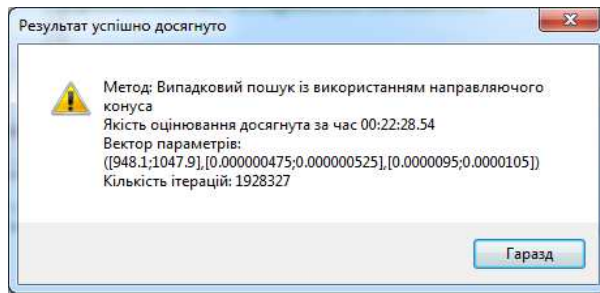 Результат успішно досягнуто
Метод: Випадковий пошук із використанням направляючого
конуса
Якість оцінювання досягнута за час 00:22:28.54
Вектор параметрів:
([948.1;1047.9],[0.000000475;0.000000525],[0.0000095;0.0000105])
Кількість ітерацій: 1928327
Гаразд